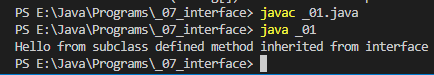 PS E:\Java\Programs\_07_interface> javac _01.java
PS E:\Java\Programs\_07_interface> java _01
Hello from subclass defined method inherited from interface
PS E:\Java\Programs\_07_interface>